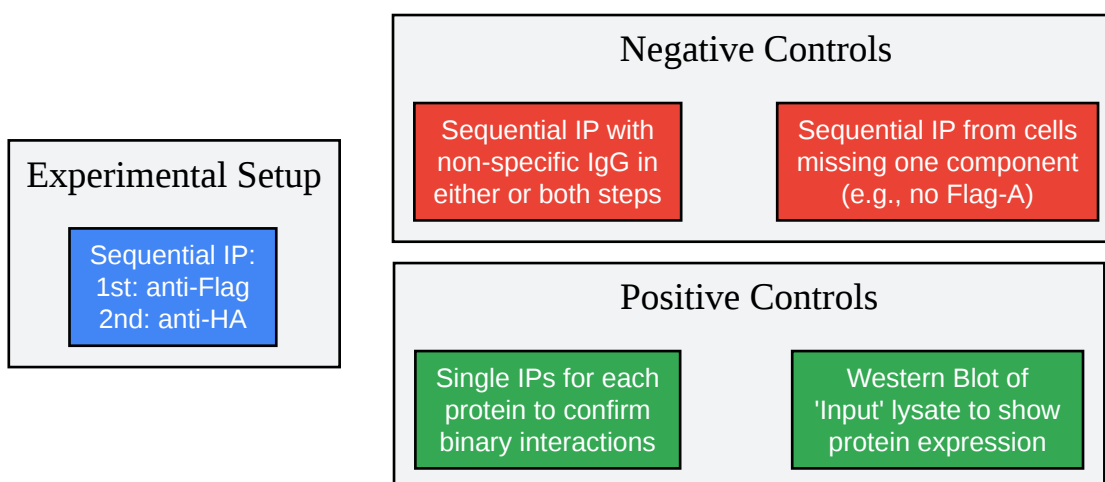 Experimental Setup
Sequential IP:
1st: anti-Flag
2nd: anti-HA
Negative Controls
Sequential IP with
non-specific IgG in
either or both steps
Sequential IP from cells
missing one component
(e.g., no Flag-A)
Positive Controls
Single IPs for each
protein to confirm
binary interactions
Western Blot of
'Input' lysate to show
protein expression